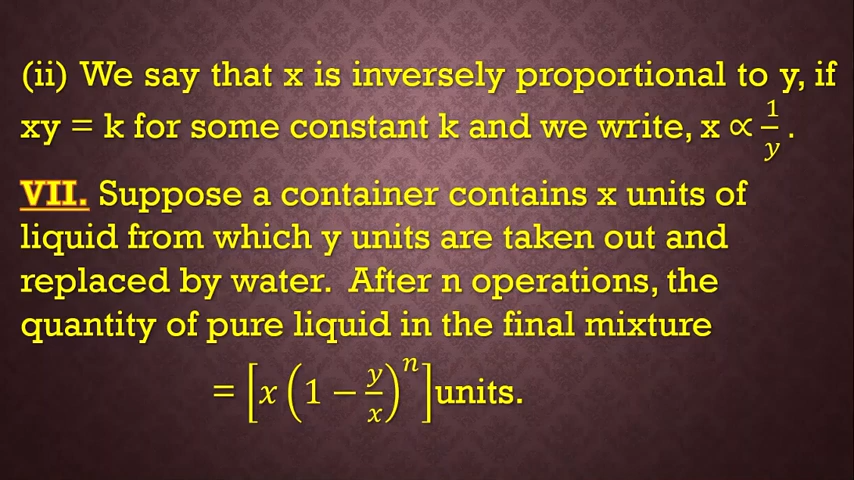 (ii) We say that x is inversely proportional to y, if
xy = k for some constant k and we write, x ∝ 1/y .
VII. Suppose a container contains x units of
liquid from which y units are taken out and
replaced by water. After n operations, the
quantity of pure liquid in the final mixture
= [x (1 − y/x)ⁿ] units.